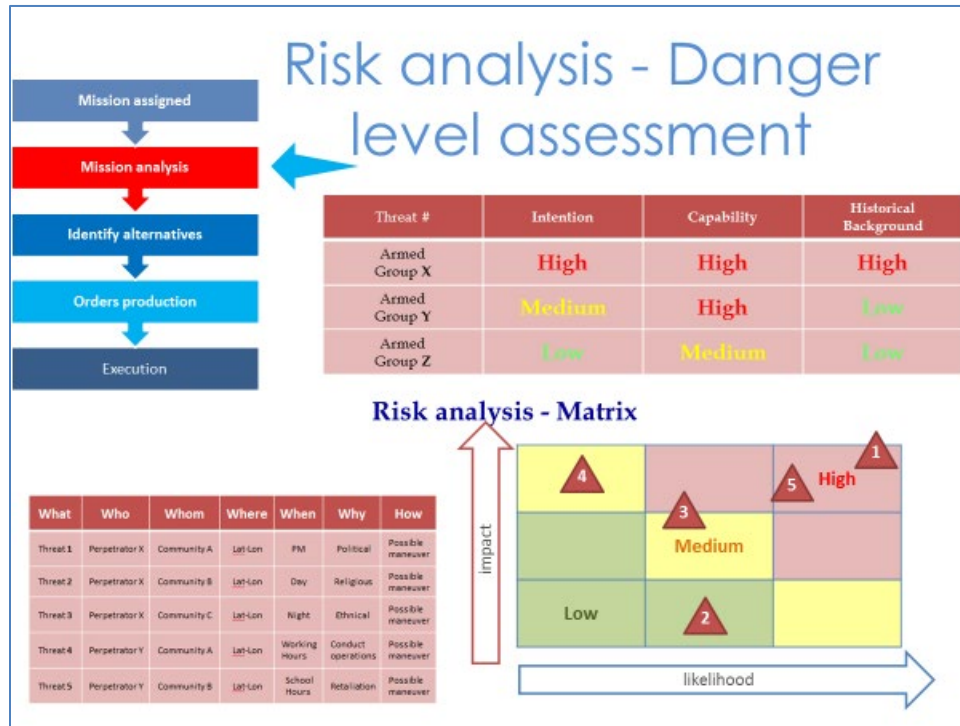 Risk analysis - Danger
level assessment
Mission assigned
Mission analysis
Identify alternatives
Orders production
Execution
Threat # Intention Capability Historical
Background
Armed
Group X High High High
Armed
Group Y Medium High Low
Armed
Group Z Low Medium Low
Risk analysis - Matrix
What Who Whom Where When Why How
Threat 1 Perpetrator X Community A Lat-Lon PM Political Possible
maneuver
Threat 2 Perpetrator X Community B Lat-Lon Day Religious Possible
maneuver
Threat 3 Perpetrator X Community C Lat-Lon Night Ethnical Possible
maneuver
Threat 4 Perpetrator Y Community A Lat-Lon Working
Hours Conduct
operations Possible
maneuver
Threat 5 Perpetrator Y Community B Lat-Lon School
Hours Retaliation Possible
maneuver
impact
1
4
5 High
3
Medium
Low 2
likelihood